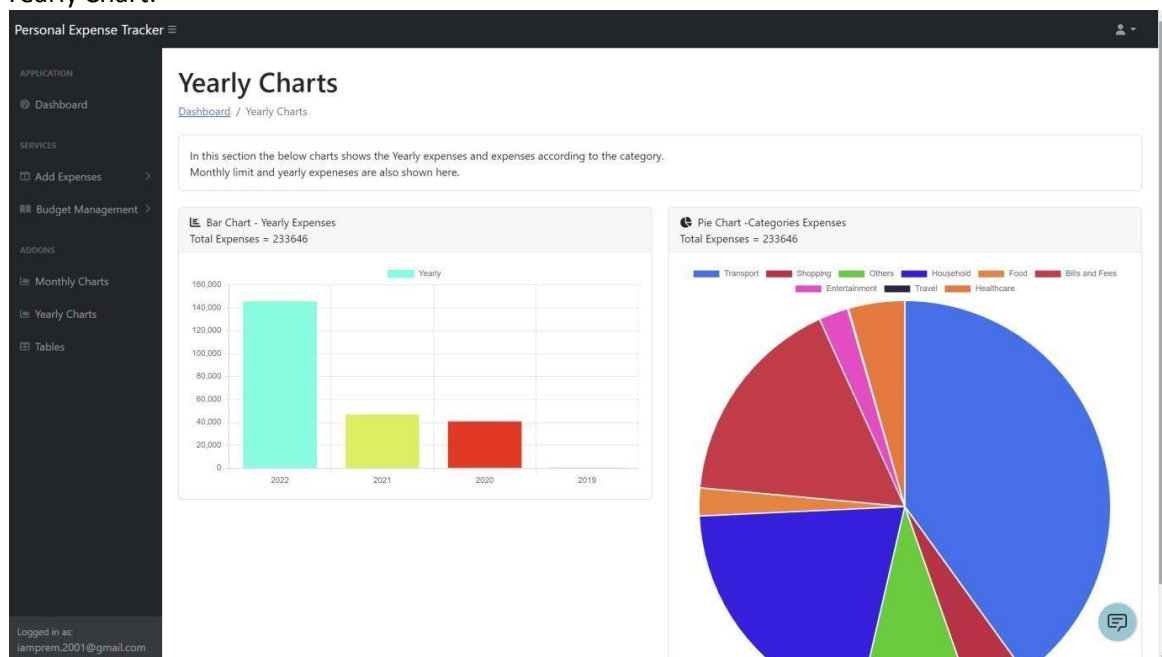 Yearly Chart:
Personal Expense Tracker
APPLICATION
Dashboard
SERVICES
Add Expenses
Budget Management
ADDONS
Monthly Charts
Yearly Charts
Tables
Logged in as:
iamprem.2001@gmail.com
Yearly Charts
Dashboard / Yearly Charts
In this section the below charts shows the Yearly expenses and expenses according to the category.
Monthly limit and yearly expeneses are also shown here.
Bar Chart - Yearly Expenses
Total Expenses = 233646
Yearly
160,000
140,000
120,000
100,000
80,000
60,000
40,000
20,000
0
2022 2021 2020 2019
Pie Chart -Categories Expenses
Total Expenses = 233646
Transport Shopping Others Household Food Bills and Fees
Entertainment Travel Healthcare